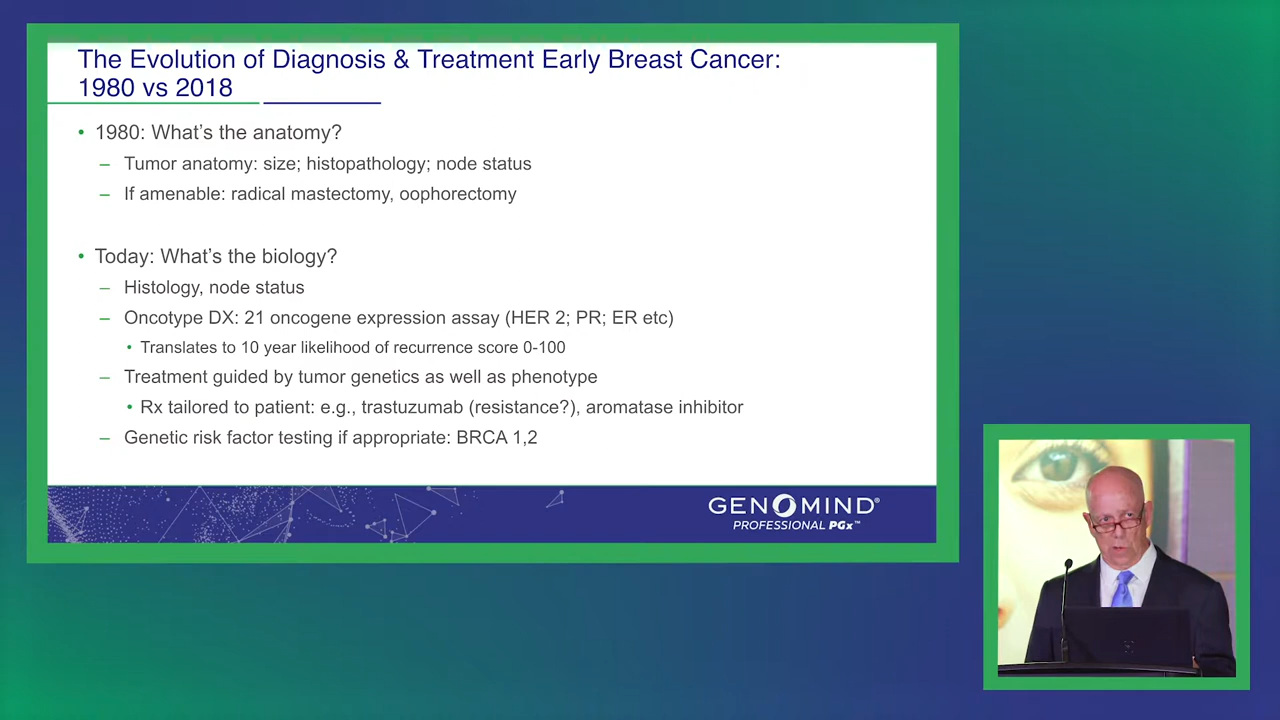 The Evolution of Diagnosis & Treatment Early Breast Cancer:
1980 vs 2018
• 1980: What's the anatomy?
– Tumor anatomy: size; histopathology; node status
– If amenable: radical mastectomy, oophorectomy
• Today: What's the biology?
– Histology, node status
– Oncotype DX: 21 oncogene expression assay (HER 2; PR; ER etc)
• Translates to 10 year likelihood of recurrence score 0-100
– Treatment guided by tumor genetics as well as phenotype
• Rx tailored to patient: e.g., trastuzumab (resistance?), aromatase inhibitor
– Genetic risk factor testing if appropriate: BRCA 1,2
GENOMIND®
PROFESSIONAL PGx™